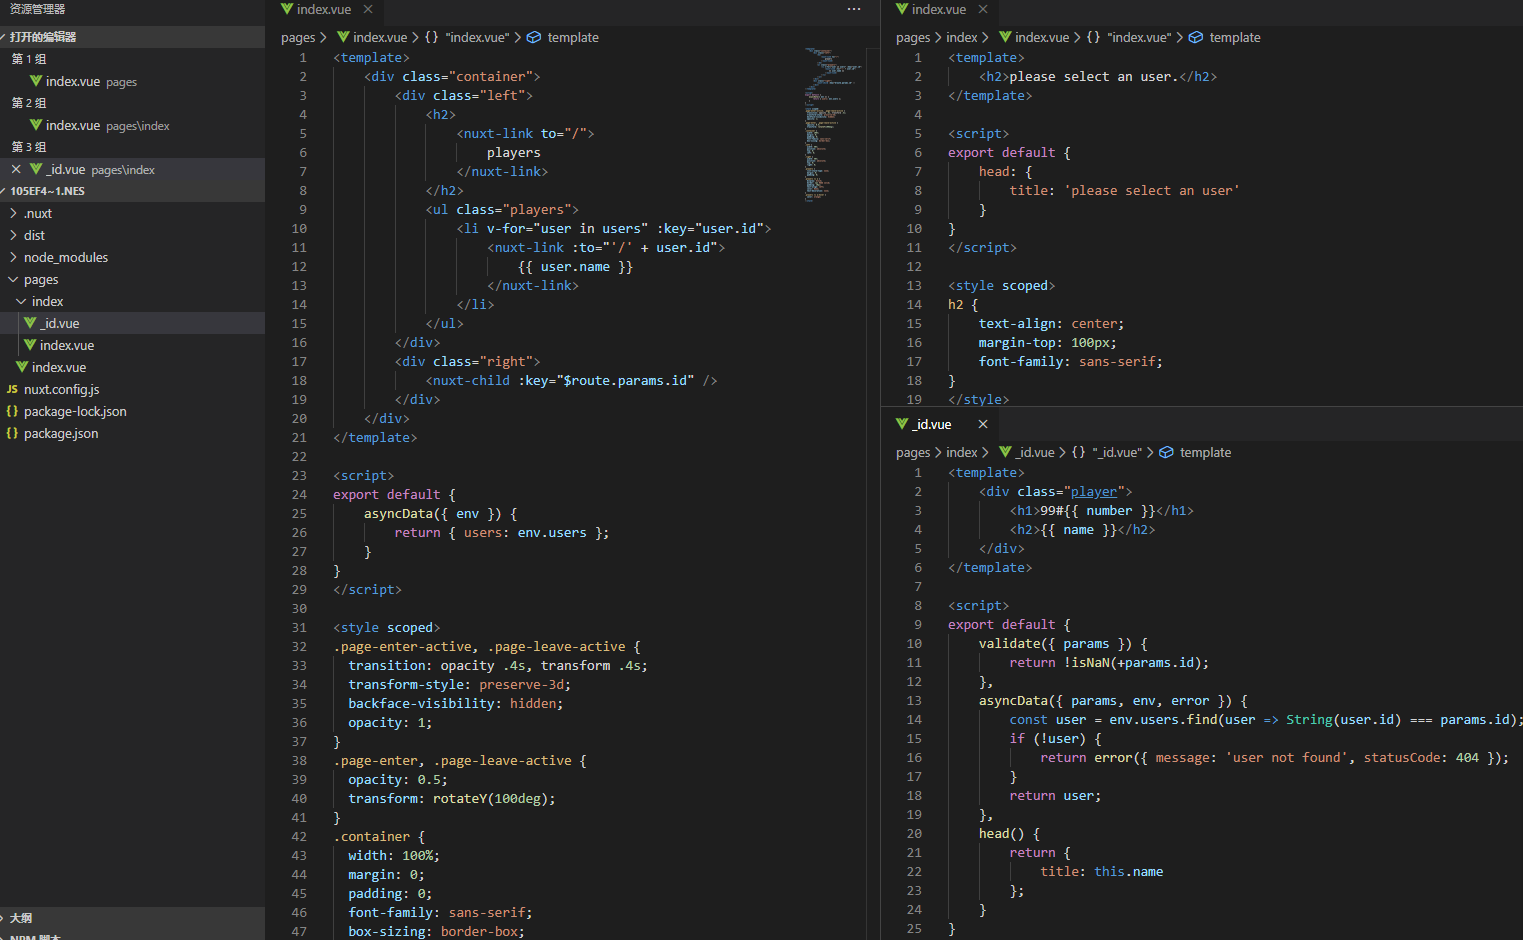 资源管理器
打开的编辑器
第 1 组
index.vue pages
第 2 组
index.vue pages\index
第 3 组
_id.vue pages\index
105EF4~1.NES
.nuxt
dist
node_modules
pages
index
_id.vue
index.vue
index.vue
JS nuxt.config.js
{} package-lock.json
{} package.json
大纲
NPM 脚本
index.vue
pages > index.vue > {} "index.vue" > template
1 <template>
2 <div class="container">
3 <div class="left">
4 <h2>
5 <nuxt-link to="/">
6 players
7 </nuxt-link>
8 </h2>
9 <ul class="players">
10 <li v-for="user in users" :key="user.id">
11 <nuxt-link :to="'/' + user.id">
12 {{ user.name }}
13 </nuxt-link>
14 </li>
15 </ul>
16 </div>
17 <div class="right">
18 <nuxt-child :key="$route.params.id" />
19 </div>
20 </div>
21 </template>
22
23 <script>
24 export default {
25 asyncData({ env }) {
26 return { users: env.users };
27 }
28 }
29 </script>
30
31 <style scoped>
32 .page-enter-active, .page-leave-active {
33 transition: opacity .4s, transform .4s;
34 transform-style: preserve-3d;
35 backface-visibility: hidden;
36 opacity: 1;
37 }
38 .page-enter, .page-leave-active {
39 opacity: 0.5;
40 transform: rotateY(100deg);
41 }
42 .container {
43 width: 100%;
44 margin: 0;
45 padding: 0;
46 font-family: sans-serif;
47 box-sizing: border-box;
index.vue
pages > index > index.vue > {} "index.vue" > template
1 <template>
2 <h2>please select an user.</h2>
3 </template>
4
5 <script>
6 export default {
7 head: {
8 title: 'please select an user'
9 }
10 }
11 </script>
12
13 <style scoped>
14 h2 {
15 text-align: center;
16 margin-top: 100px;
17 font-family: sans-serif;
18 }
19 </style>
_id.vue
pages > index > _id.vue > {} "_id.vue" > template
1 <template>
2 <div class="player">
3 <h1>99#{{ number }}</h1>
4 <h2>{{ name }}</h2>
5 </div>
6 </template>
7
8 <script>
9 export default {
10 validate({ params }) {
11 return !isNaN(+params.id);
12 },
13 asyncData({ params, env, error }) {
14 const user = env.users.find(user => String(user.id) === params.id);
15 if (!user) {
16 return error({ message: 'user not found', statusCode: 404 });
17 }
18 return user;
19 },
20 head() {
21 return {
22 title: this.name
23 };
24 }
25 }